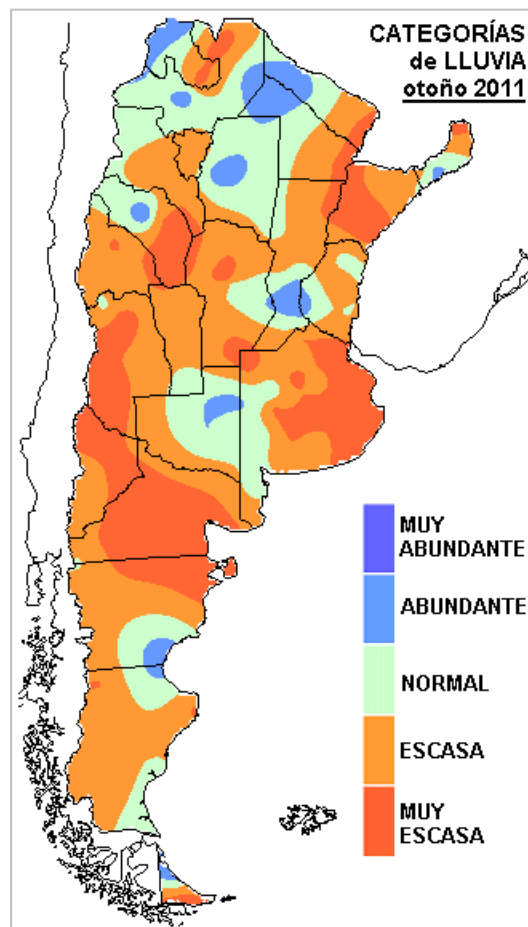 CATEGORÍAS
de LLUVIA
otoño 2011
MUY
ABUNDANTE
ABUNDANTE
NORMAL
ESCASA
MUY
ESCASA